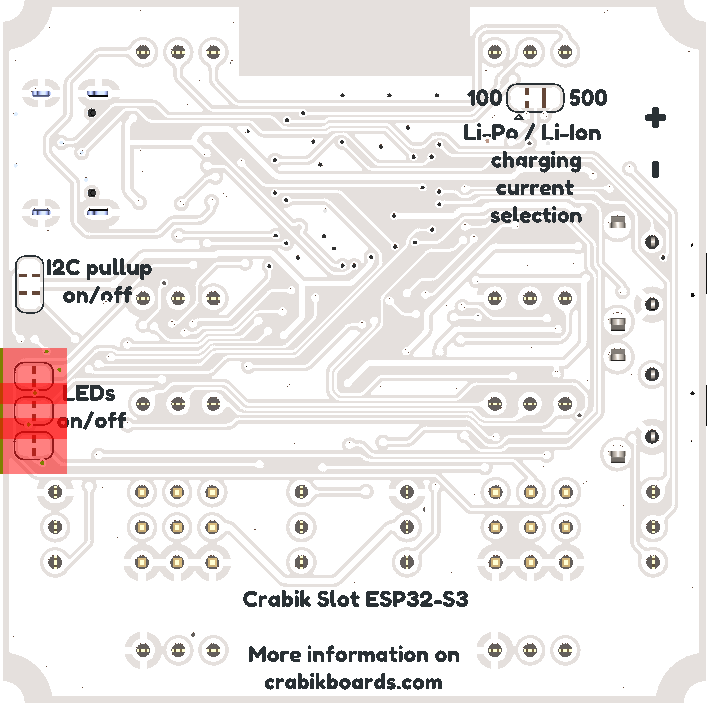 100 500
+
Li-Po / Li-Ion
charging
current
selection
-
I2C pullup
on/off
LEDs
on/off
Crabik Slot ESP32-S3
More information on
crabikboards.com